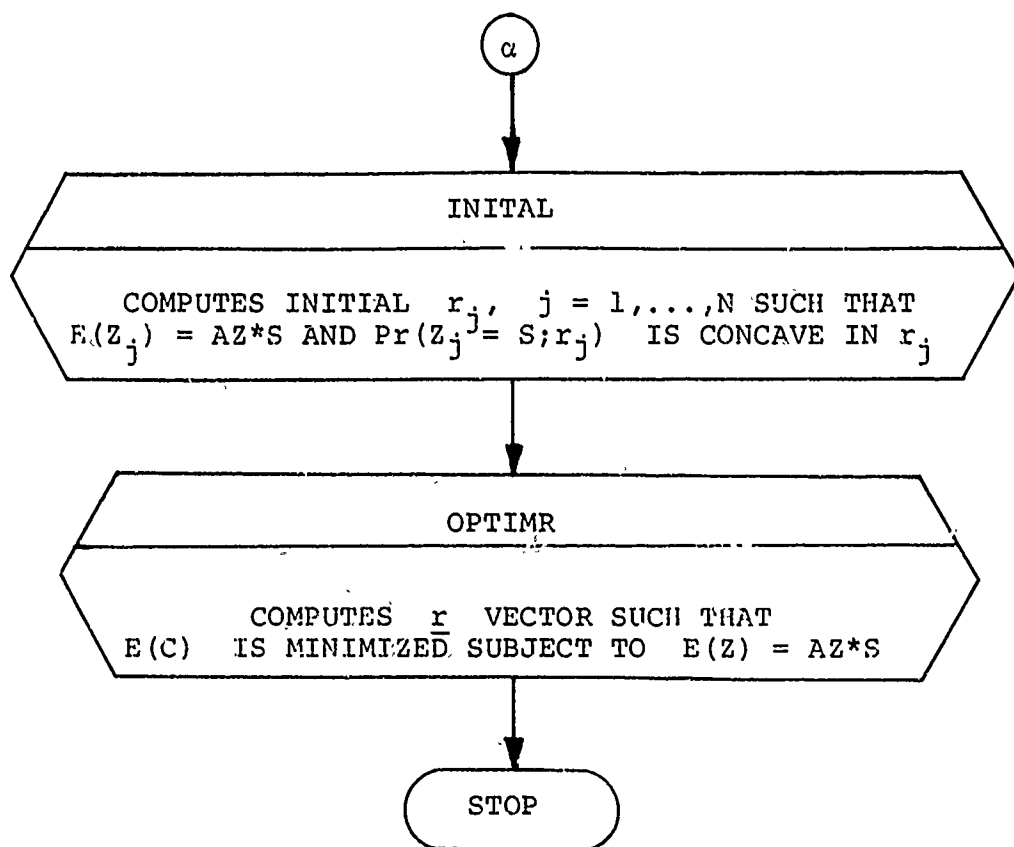 α
INITAL
COMPUTES INITIAL r_j, j = 1,...,N SUCH THAT
E(Z_j) = AZ*S AND Pr(Z_j = S;r_j) IS CONCAVE IN r_j
OPTIMR
COMPUTES r VECTOR SUCH THAT
E(C) IS MINIMIZED SUBJECT TO E(Z) = AZ*S
STOP